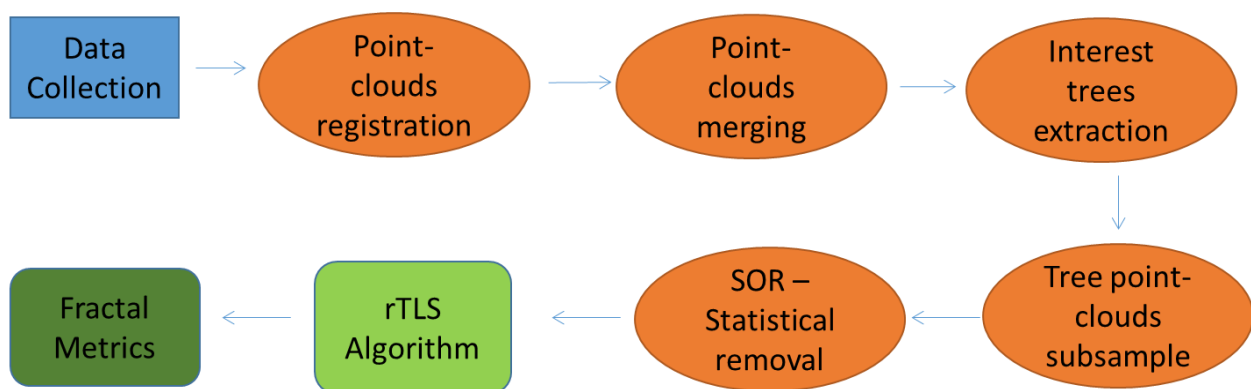 Data
Collection
Point-
clouds
registration
Point-
clouds
merging
Interest
trees
extraction
Tree point-
clouds
subsample
SOR –
Statistical
removal
rTLS
Algorithm
Fractal
Metrics